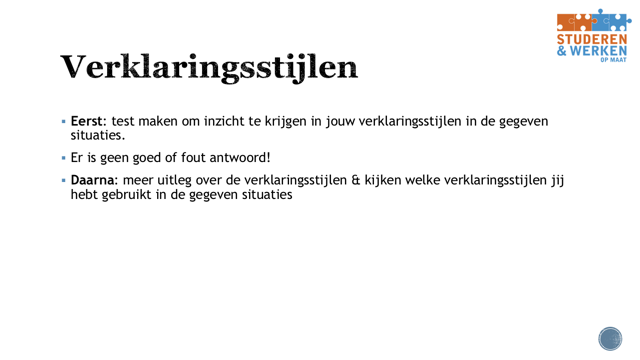 STUDEREN
& WERKEN
OP MAAT
Verklaringsstijlen
Eerst: test maken om inzicht te krijgen in jouw verklaringsstijlen in de gegeven
situaties.
Er is geen goed of fout antwoord!
Daarna: meer uitleg over de verklaringsstijlen & kijken welke verklaringsstijlen jij
hebt gebruikt in de gegeven situaties